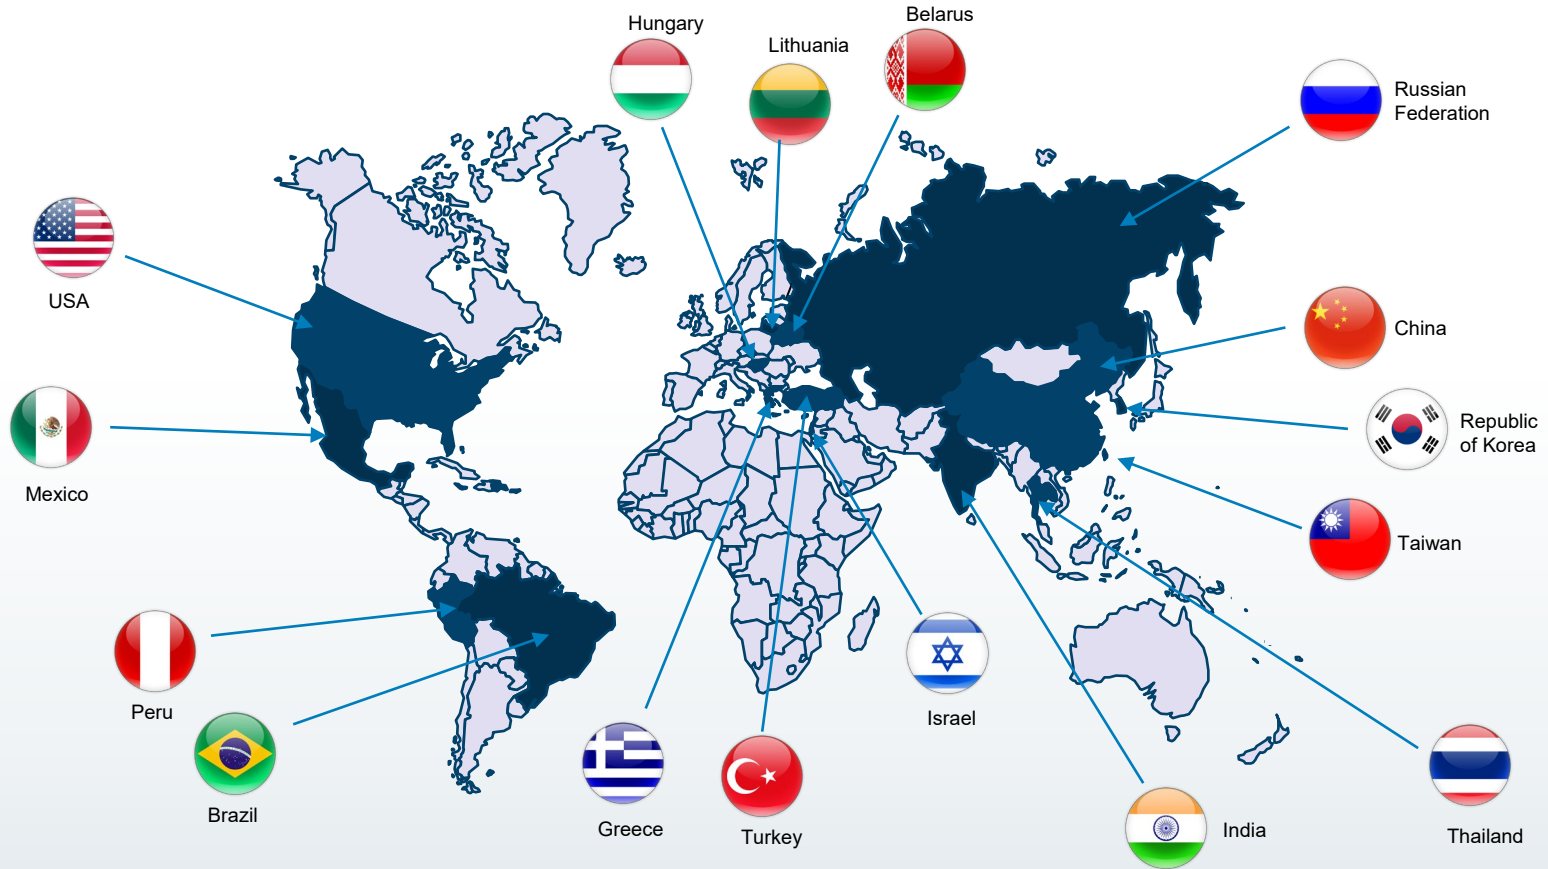 Belarus
Hungary
Lithuania
Russian
Federation
USA
China
Republic
of Korea
Mexico
Taiwan
Peru
Israel
Brazil
Greece
Turkey
India
Thailand